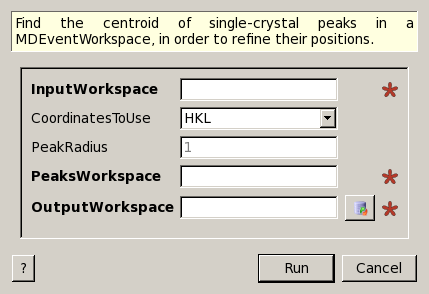 Find the centroid of single-crystal peaks in a
MDEventWorkspace, in order to refine their positions.
InputWorkspace
CoordinatesToUse HKL
PeakRadius 1
PeaksWorkspace
OutputWorkspace
? Run Cancel